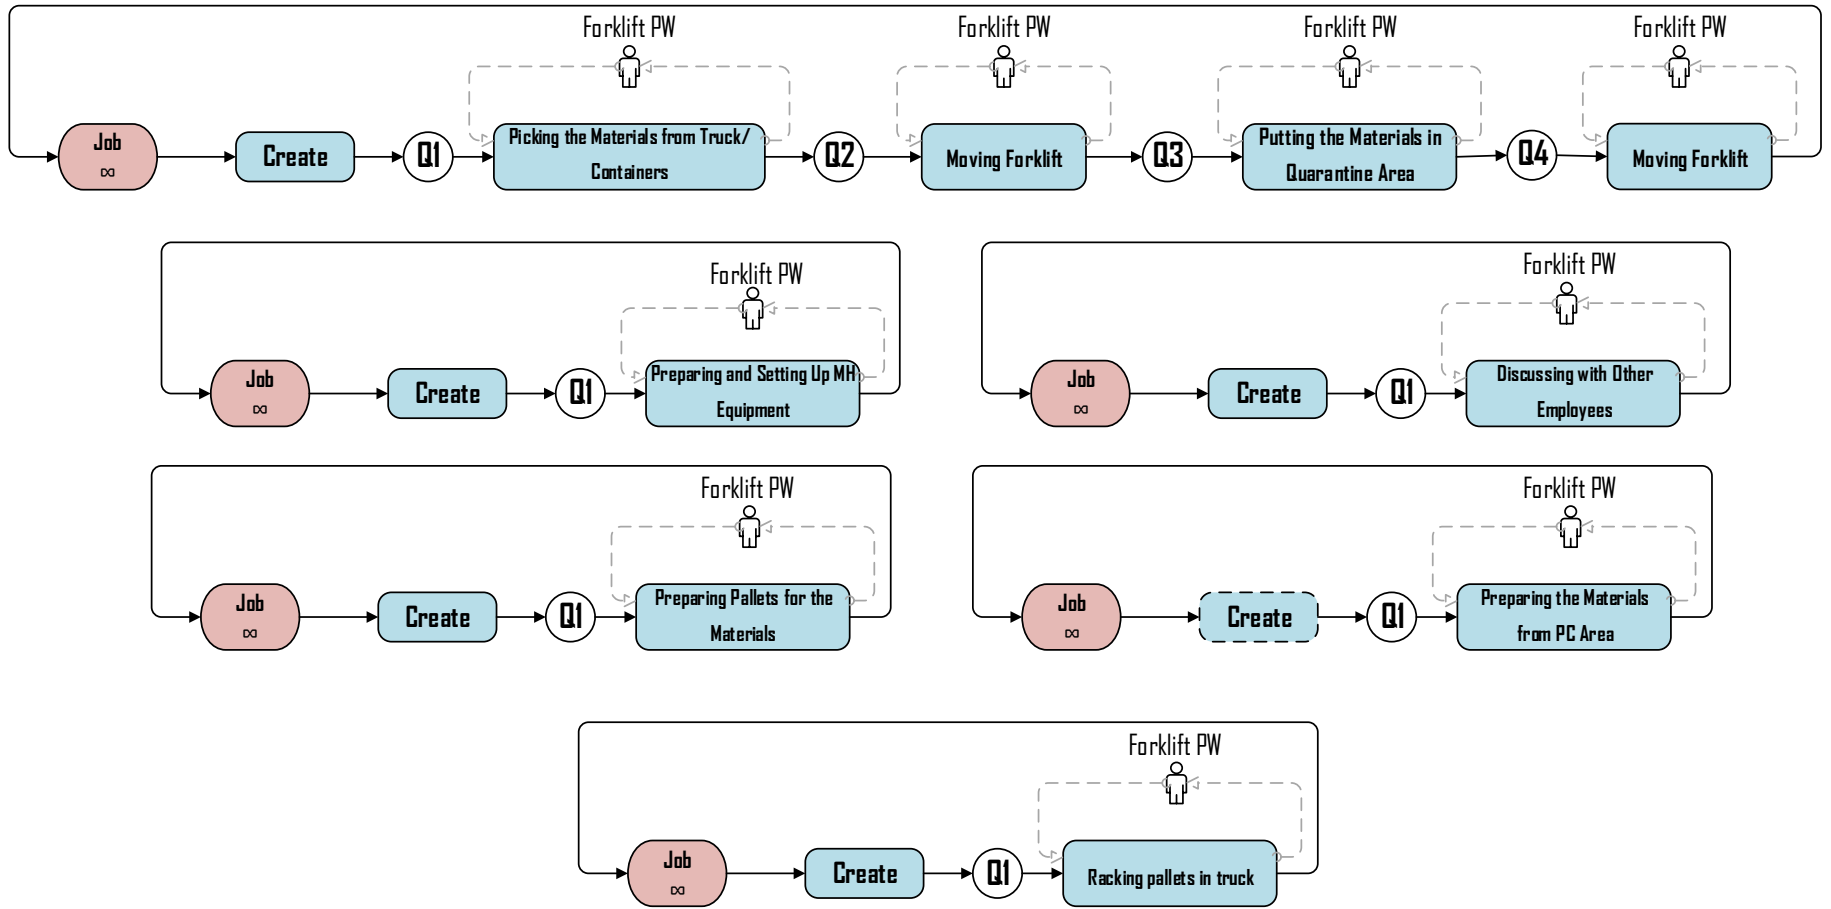 Forklift PW
Forklift PW
Forklift PW
Forklift PW
Job
∞
Create
Q1
Picking the Materials from Truck/
Containers
Q2
Moving Forklift
Q3
Putting the Materials in
Quarantine Area
Q4
Moving Forklift
Forklift PW
Job
∞
Create
Q1
Preparing and Setting Up MH
Equipment
Forklift PW
Job
∞
Create
Q1
Discussing with Other
Employees
Forklift PW
Job
∞
Create
Q1
Preparing Pallets for the
Materials
Forklift PW
Job
∞
Create
Q1
Preparing the Materials
from PC Area
Forklift PW
Job
∞
Create
Q1
Racking pallets in truck